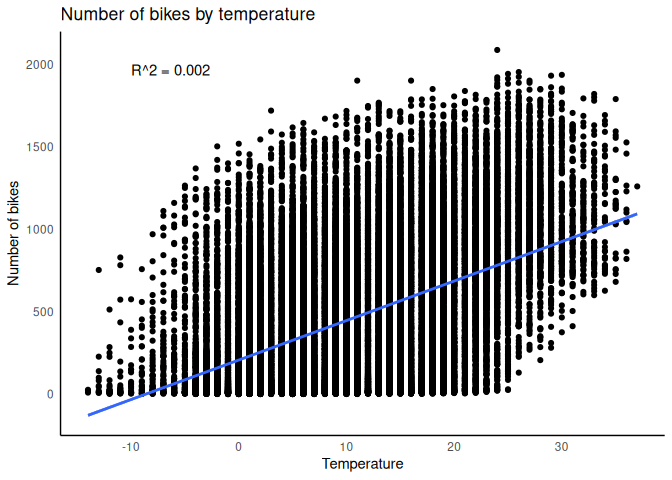 Number of bikes by temperature
R^2 = 0.002
2000
1500
1000
500
0
Number of bikes
-10 0 10 20 30
Temperature